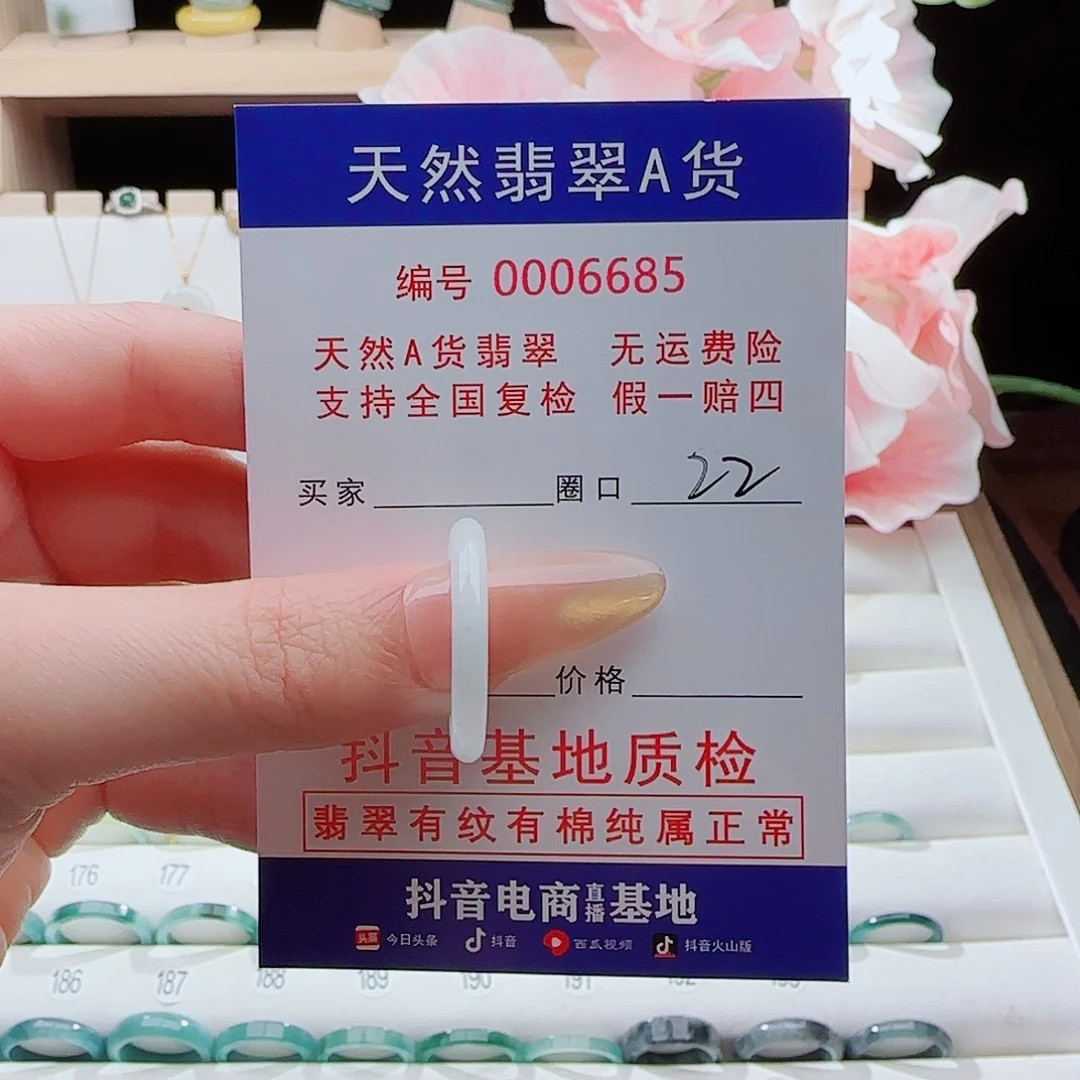 天然翡翠A货
编号 0006685
天然A货翡翠 无运费险
支持全国复检 假一赔四
买家 圈口 22
价格
抖音基地质检
翡翠有纹有棉纯属正常
抖音电商直播基地
头条 今日头条 抖音 西瓜视频 抖音火山版
176 177
186 187 188 189 190 191 192 193